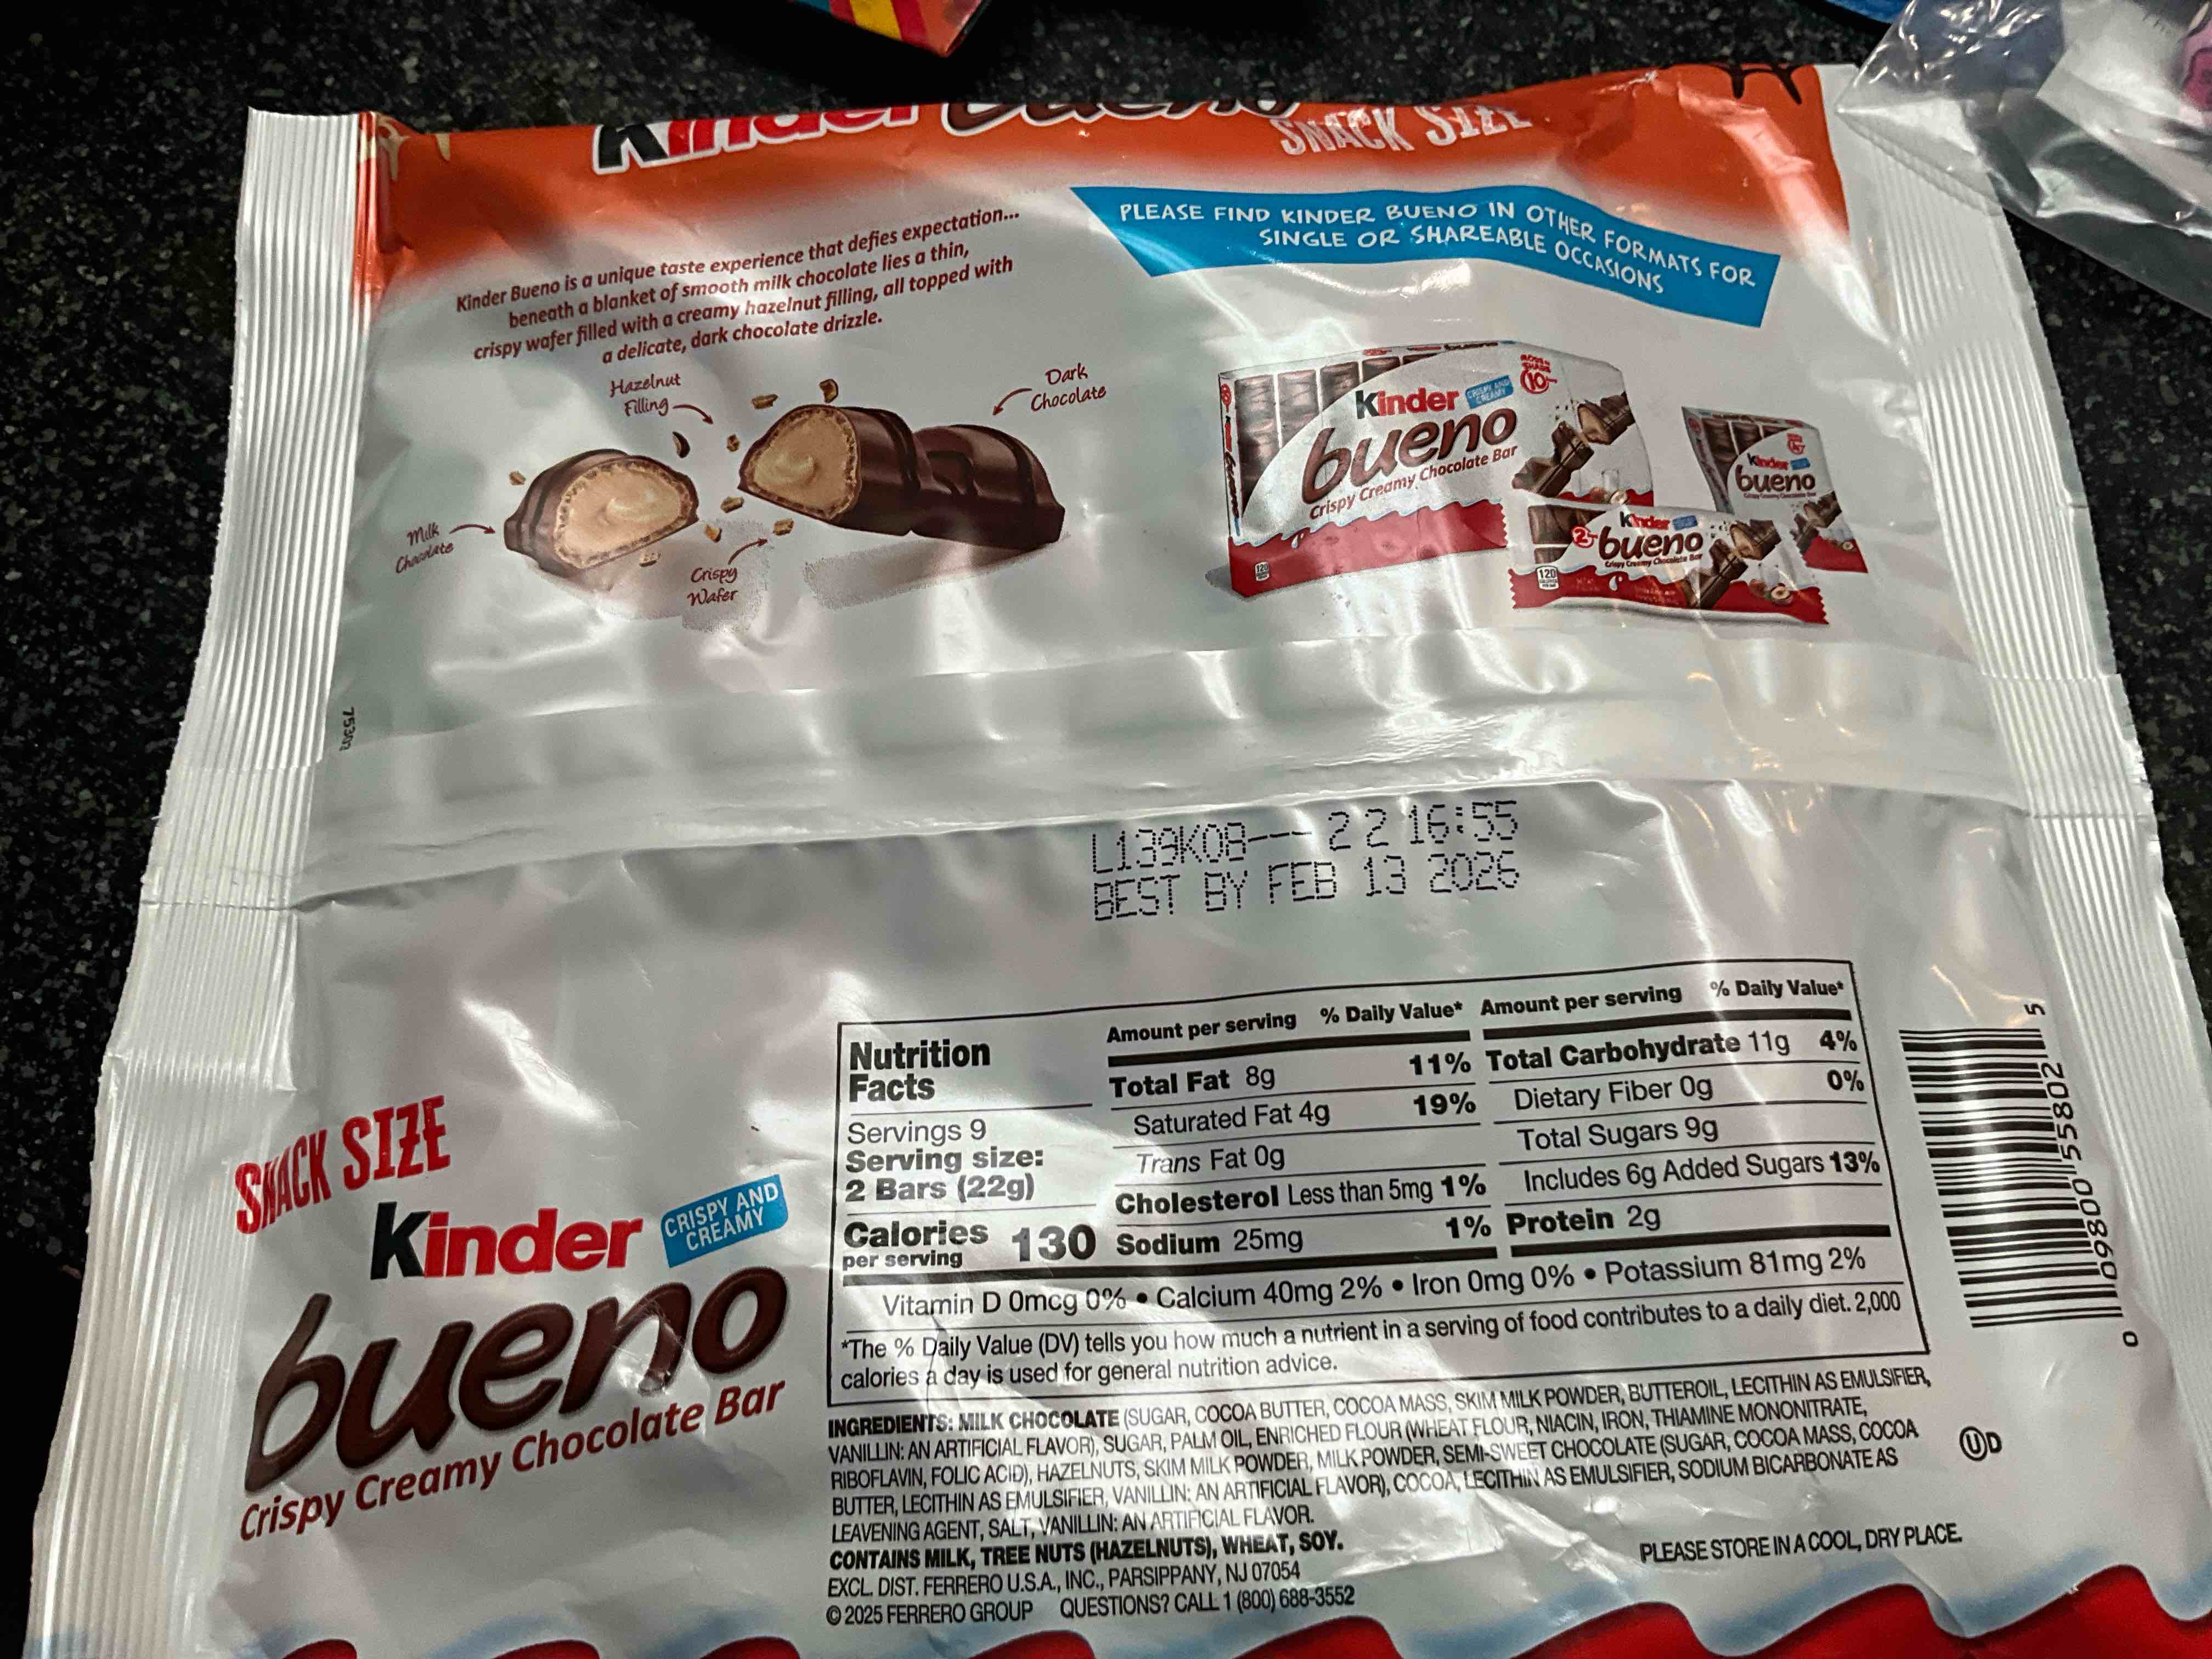 Kinder bueno
SNACK SIZE
Kinder Bueno is a unique taste experience that defies expectation...
beneath a blanket of smooth milk chocolate lies a thin,
crispy wafer filled with a creamy hazelnut filling, all topped with
a delicate, dark chocolate drizzle.
Hazelnut
Filling
Dark
Chocolate
Milk
Chocolate
Crispy
Wafer
PLEASE FIND KINDER BUENO IN OTHER FORMATS FOR
SINGLE OR SHAREABLE OCCASIONS
Kinder
CRISPY AND
CREAMY
10
bueno
Crispy Creamy Chocolate Bar
120
Kinder
bueno
Kinder
2
bueno
Crispy Creamy Chocolate Bar
120
L139K08--- 2 2 16:55
BEST BY FEB 13 2026
SNACK SIZE
Kinder
CRISPY AND
CREAMY
bueno
Crispy Creamy Chocolate Bar
Nutrition
Facts
Servings 9
Serving size:
2 Bars (22g)
Calories 130
per serving
Amount per serving % Daily Value*
Total Fat 8g 11%
Saturated Fat 4g 19%
Trans Fat 0g
Cholesterol Less than 5mg 1%
Sodium 25mg 1%
Amount per serving % Daily Value*
Total Carbohydrate 11g 4%
Dietary Fiber 0g 0%
Total Sugars 9g
Includes 6g Added Sugars 13%
Protein 2g
Vitamin D 0mcg 0% • Calcium 40mg 2% • Iron 0mg 0% • Potassium 81mg 2%
*The % Daily Value (DV) tells you how much a nutrient in a serving of food contributes to a daily diet. 2,000
calories a day is used for general nutrition advice.
INGREDIENTS: MILK CHOCOLATE (SUGAR, COCOA BUTTER, COCOA MASS, SKIM MILK POWDER, BUTTEROIL, LECITHIN AS EMULSIFIER,
VANILLIN: AN ARTIFICIAL FLAVOR), SUGAR, PALM OIL, ENRICHED FLOUR (WHEAT FLOUR, NIACIN, IRON, THIAMINE MONONITRATE,
RIBOFLAVIN, FOLIC ACID), HAZELNUTS, SKIM MILK POWDER, MILK POWDER, SEMI-SWEET CHOCOLATE (SUGAR, COCOA MASS, COCOA
BUTTER, LECITHIN AS EMULSIFIER, VANILLIN: AN ARTIFICIAL FLAVOR), COCOA, LECITHIN AS EMULSIFIER, SODIUM BICARBONATE AS
LEAVENING AGENT, SALT, VANILLIN: AN ARTIFICIAL FLAVOR.
CONTAINS MILK, TREE NUTS (HAZELNUTS), WHEAT, SOY.
EXCL. DIST. FERRERO U.S.A., INC., PARSIPPANY, NJ 07054
© 2025 FERRERO GROUP QUESTIONS? CALL 1 (800) 688-3552
UD
PLEASE STORE IN A COOL, DRY PLACE.
0 09800 55802 5